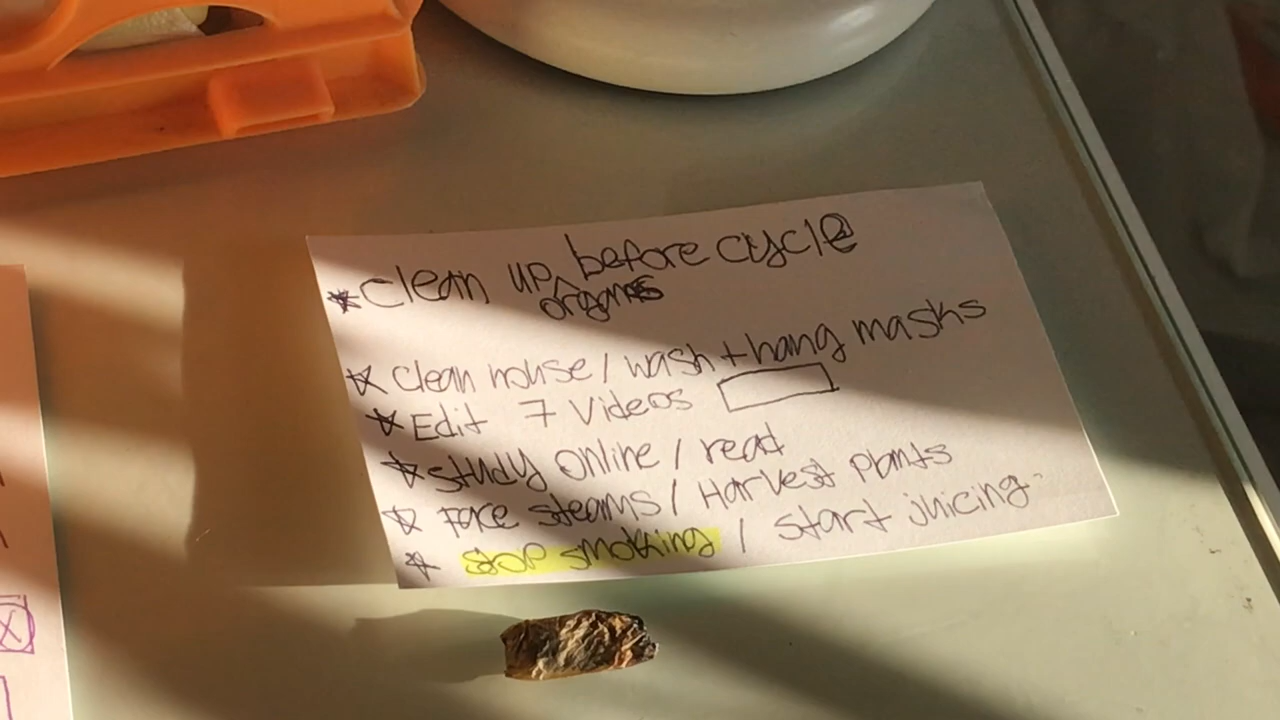 * Clean up ^ before cycle
organs
* Clean house / wash + hang masks
* Edit 7 Videos
* Study Online / read
* Face steams / Harvest plants
* Stop smoking / start juicing.
X